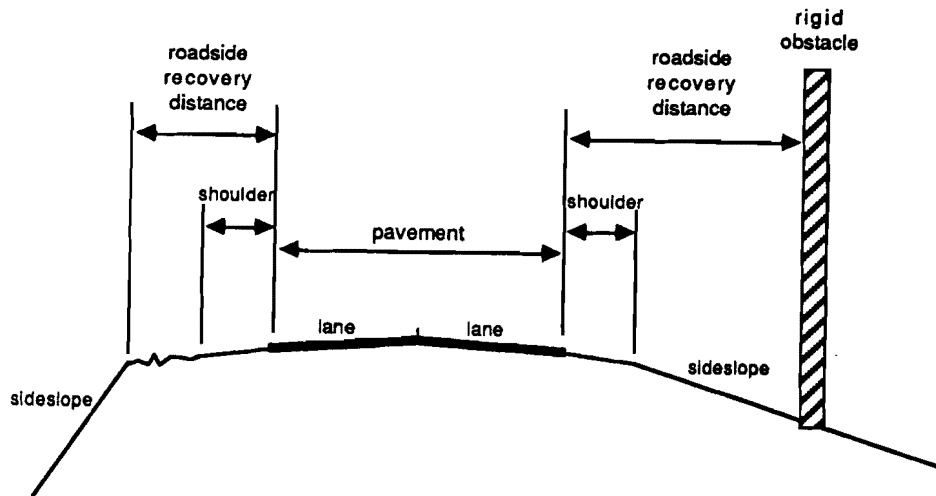 roadside
recovery
distance
shoulder
pavement
roadside
recovery
distance
shoulder
rigid
obstacle
lane
lane
sideslope
sideslope